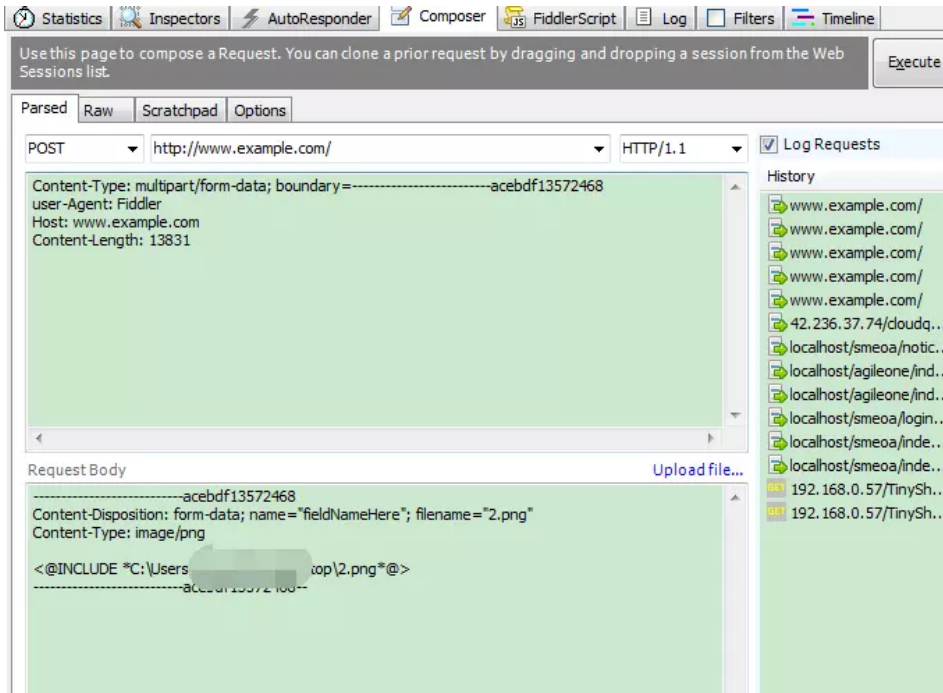 Statistics Inspectors AutoResponder Composer FiddlerScript Log Filters Timeline
Use this page to compose a Request. You can clone a prior request by dragging and dropping a session from the Web
Sessions list.
Execute
Parsed Raw Scratchpad Options
POST http://www.example.com/ HTTP/1.1
Log Requests
History
Content-Type: multipart/form-data; boundary=-------------------------acebdf13572468
user-Agent: Fiddler
Host: www.example.com
Content-Length: 13831
www.example.com/
www.example.com/
www.example.com/
www.example.com/
www.example.com/
42.236.37.74/cloudq...
localhost/smeoa/notic...
localhost/agileone/ind...
localhost/agileone/ind...
localhost/smeoa/login...
localhost/smeoa/inde...
localhost/smeoa/inde...
GET 192.168.0.57/TinySh...
GET 192.168.0.57/TinySh...
Request Body Upload file...
---------------------------acebdf13572468
Content-Disposition: form-data; name="fieldNameHere"; filename="2.png"
Content-Type: image/png
<@INCLUDE *C:\Users top\2.png*@>
---------------------------acebdf13572468--